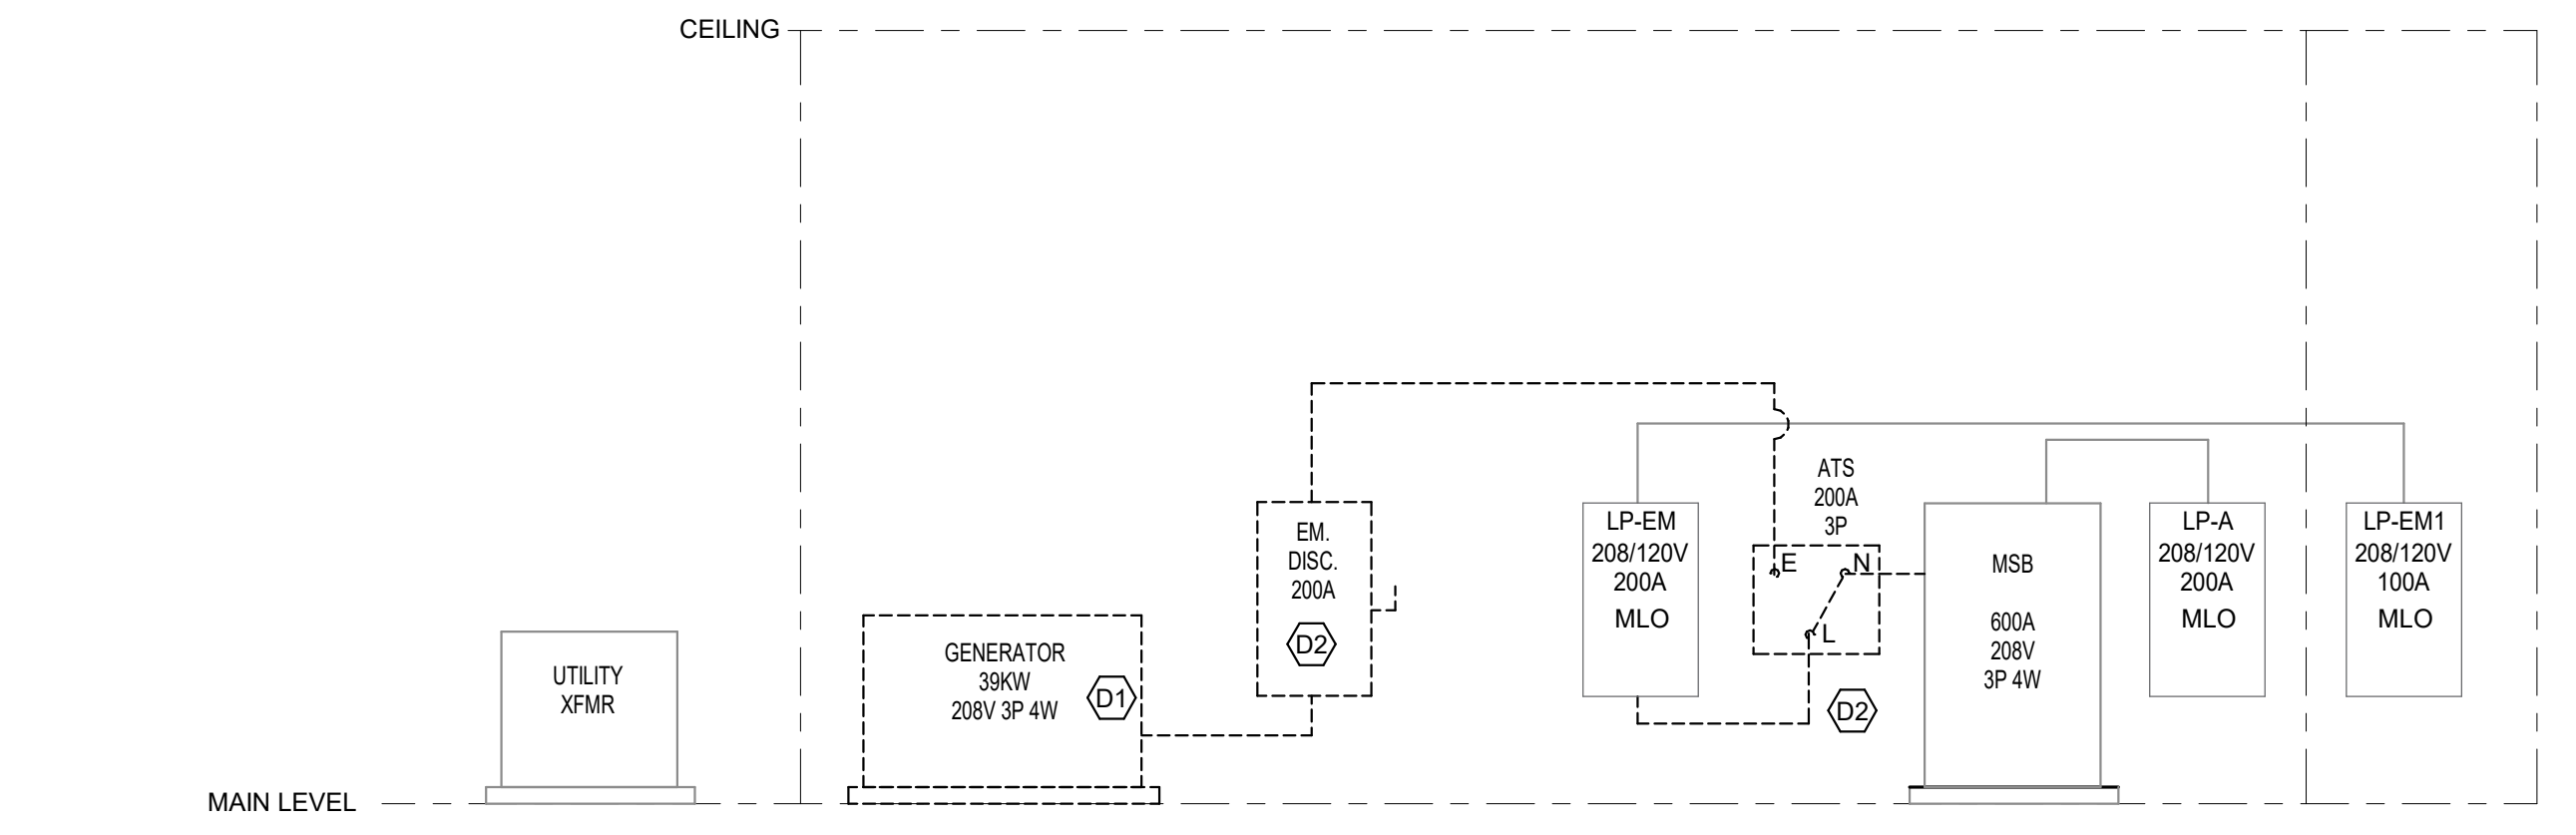 CEILING
ATS
200A
3P
EM.
DISC.
200A
D2
LP-EM
208/120V
200A
MLO
E
N
L
D2
MSB
600A
208V
3P 4W
LP-A
208/120V
200A
MLO
LP-EM1
208/120V
100A
MLO
UTILITY
XFMR
GENERATOR
39KW
208V 3P 4W
D1
MAIN LEVEL